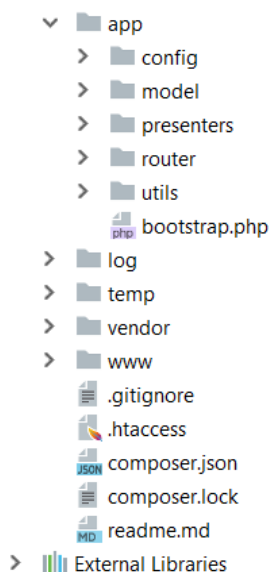 app
config
model
presenters
router
utils
php bootstrap.php
log
temp
vendor
www
.gitignore
.htaccess
JSON composer.json
composer.lock
MD readme.md
External Libraries